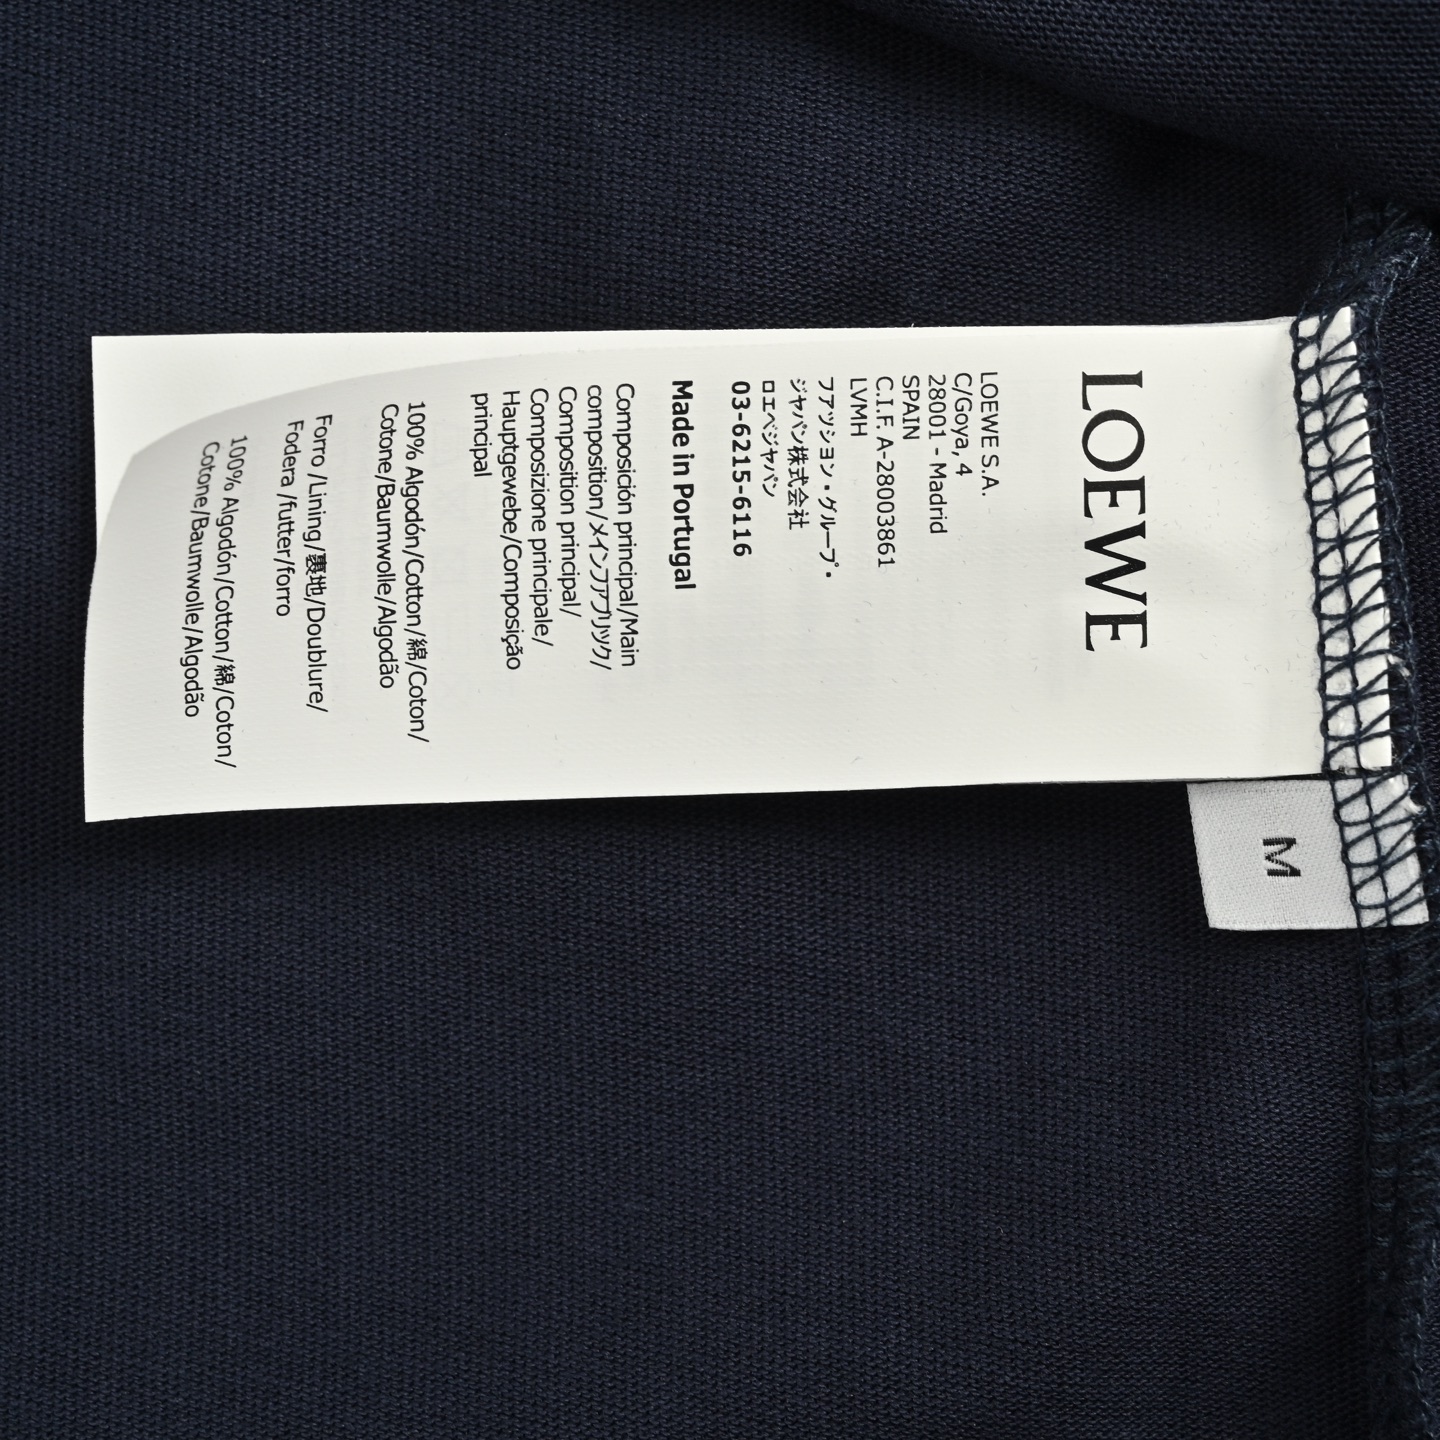 LOEWE
LOEWE S.A.
C/Goya, 4
28001 - Madrid
SPAIN
C.I.F. A-28003861
LVMH
ファッション・グループ・
ジャパン株式会社
ロエベジャパン
03-6215-6116
Made in Portugal
Composición principal/Main
composition/メインファブリック/
Composition principal/
Composizione principale/
Hauptgewebe/Composição
principal
100% Algodón/Cotton/綿/Coton/
Cotone/Baumwolle/Algodão
Forro /Lining/裏地/Doublure/
Fodera /futter/forro
100% Algodón/Cotton/綿/Coton/
Cotone/Baumwolle/Algodão
M